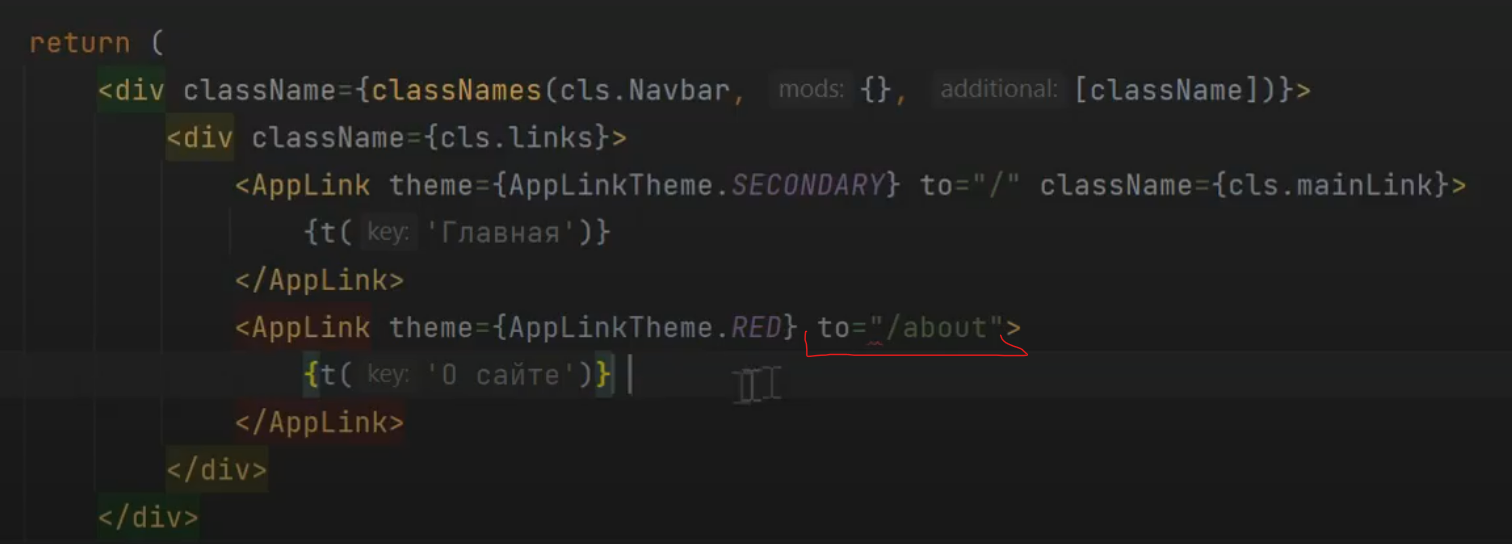 return (
<div className={classNames(cls.Navbar, mods: {}, additional: [className])}>
<div className={cls.links}>
<AppLink theme={AppLinkTheme.SECONDARY} to="/" className={cls.mainLink}>
{t( key: 'Главная')}
</AppLink>
<AppLink theme={AppLinkTheme.RED} to="/about">
{t( key: 'О сайте')}
</AppLink>
</div>
</div>